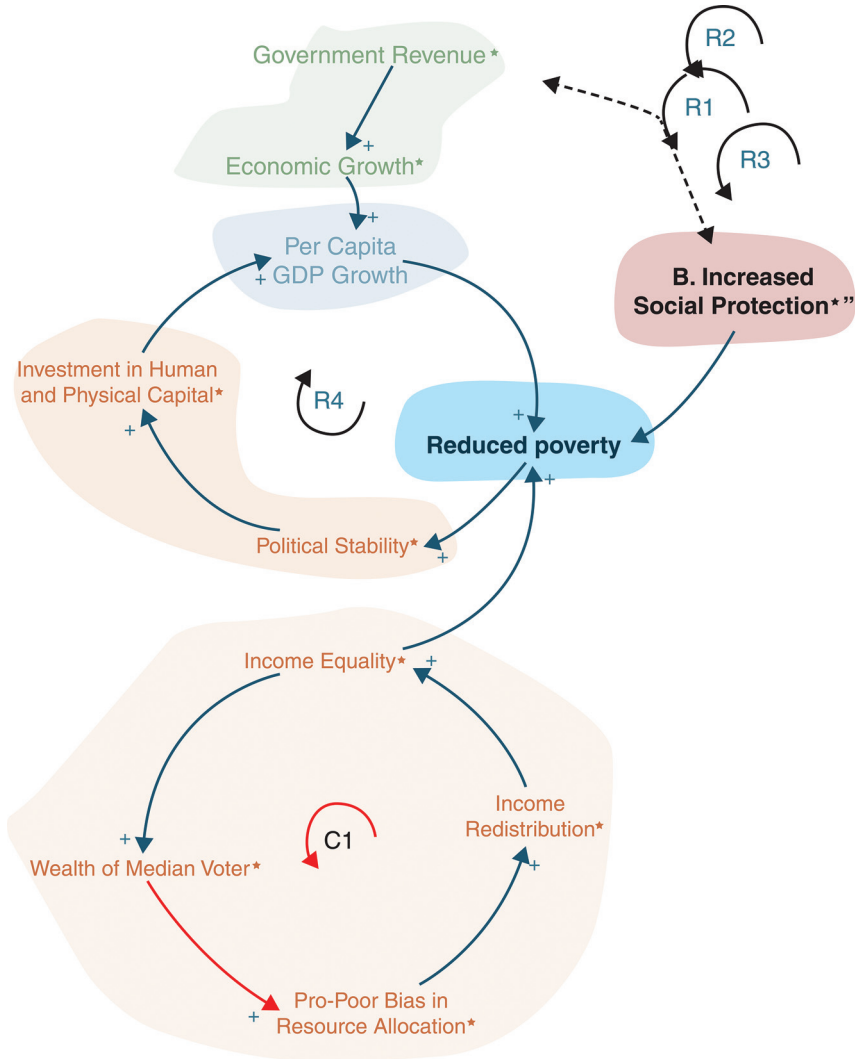 R2
Government Revenue★
R1
+
R3
Economic Growth★
+
Per Capita
+ GDP Growth
B. Increased
Social Protection★”
Investment in Human
and Physical Capital★
R4
+
+
Reduced poverty
+
Political Stability★
+
Income Equality★
+
Income
Redistribution★
+
C1
+
Wealth of Median Voter★
Pro-Poor Bias in
+
Resource Allocation★